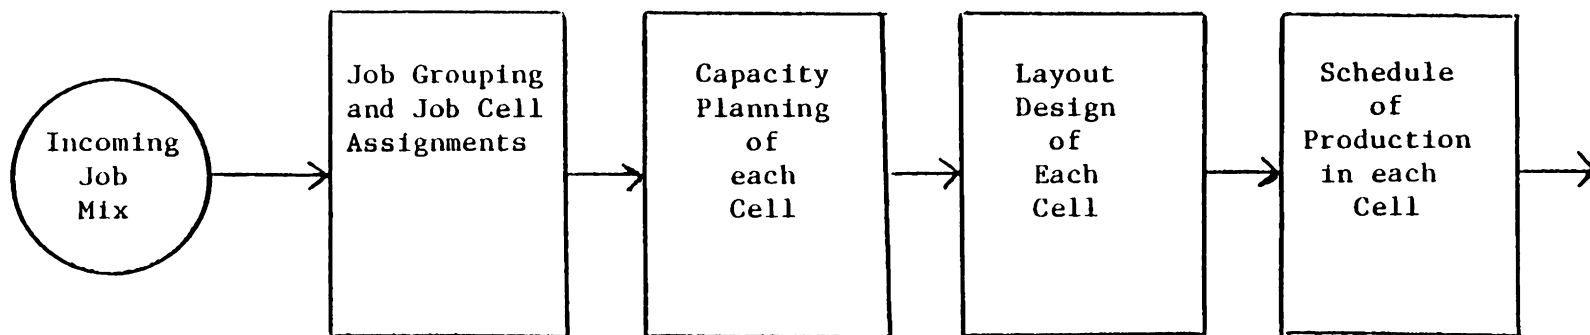 Incoming
Job
Mix
Job Grouping
and Job Cell
Assignments
Capacity
Planning
of
each
Cell
Layout
Design
of
Each
Cell
Schedule
of
Production
in each
Cell